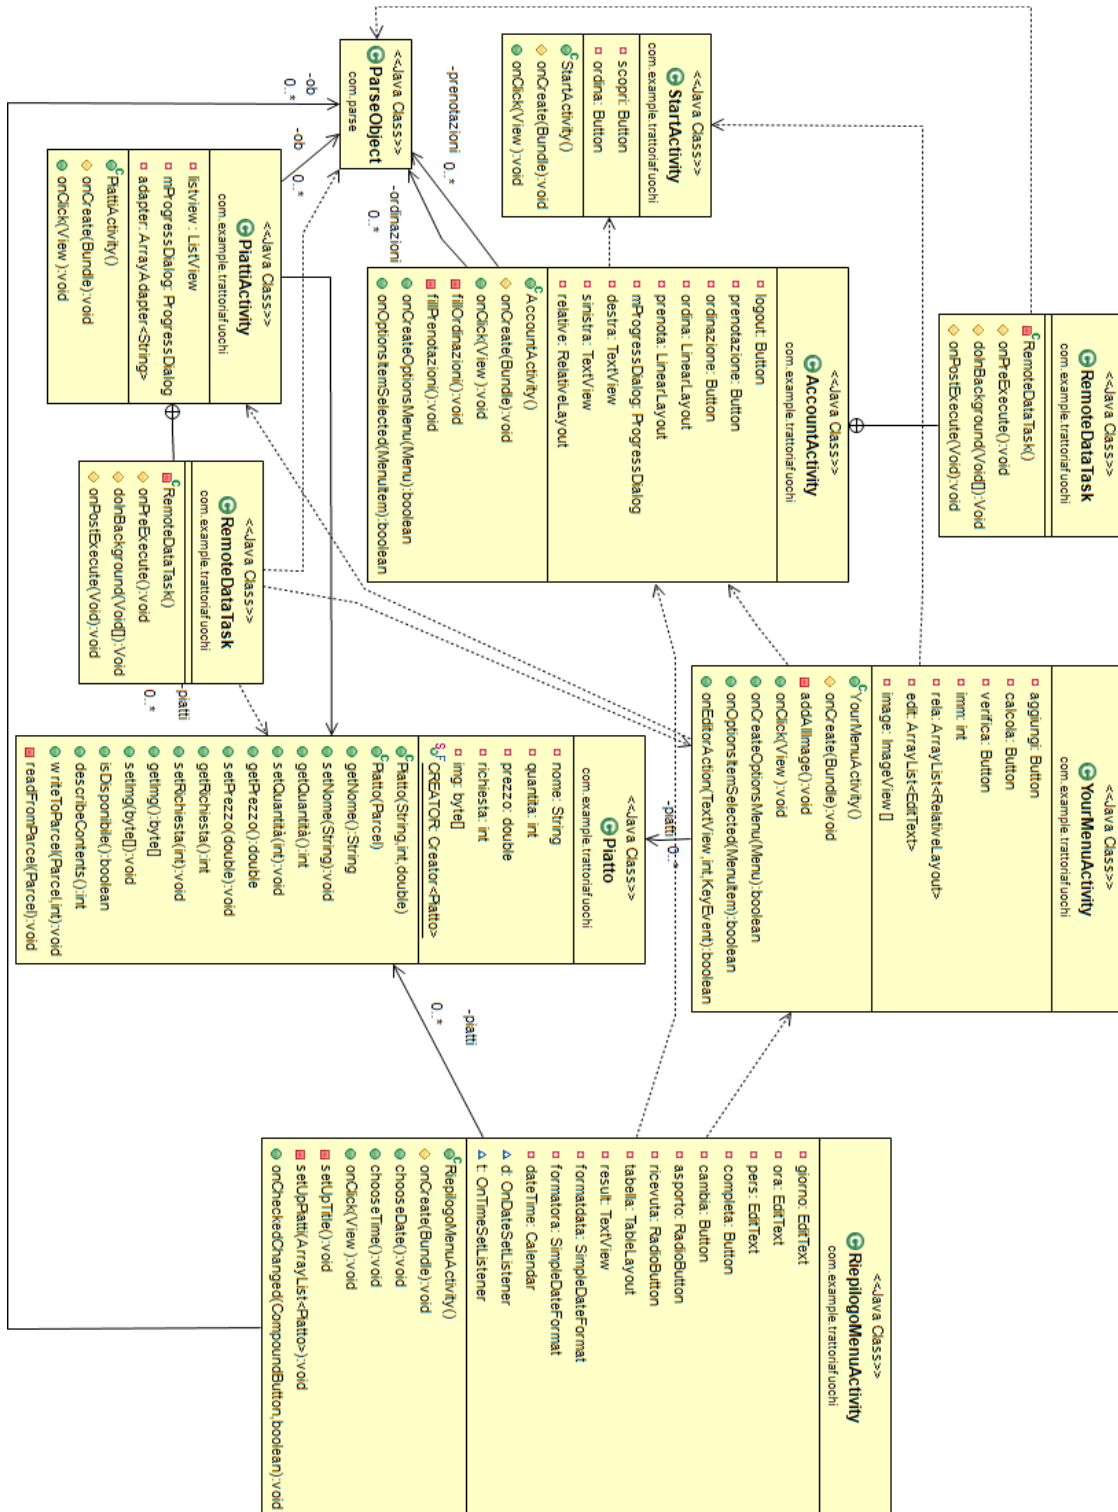 <<Java Class>>
RemoteDataTask
com.example.trattoriafuochi
RemoteDataTask()
onPreExecute():void
doInBackground(Void[]):Void
onPostExecute(Void):void
<<Java Class>>
YourMenuActivity
com.example.trattoriafuochi
aggiungi: Button
calcola: Button
verifica: Button
imm: int
rela: ArrayList<RelativeLayout>
edit: ArrayList<EditText>
image: ImageView[]
YourMenuActivity()
onCreate(Bundle):void
addAllImage():void
onClick(View):void
onCreateOptionsMenu(Menu):boolean
onOptionsItemSelected(MenuItem):boolean
onEditorAction(TextView,int,KeyEvent):boolean
<<Java Class>>
RiepilogoMenuActivity
com.example.trattoriafuochi
giorno: EditText
ora: EditText
pers: EditText
completa: Button
cambia: Button
asporto: RadioButton
ricevuta: RadioButton
tabella: TableLayout
result: TextView
formatdata: SimpleDateFormat
formatora: SimpleDateFormat
dateTime: Calendar
d: OnDateSetListener
t: OnTimeSetListener
RiepilogoMenuActivity()
onCreate(Bundle):void
chooseDate():void
chooseTime():void
onClick(View):void
setUpTitle():void
setUpPiatti(ArrayList<Piatto>):void
onCheckedChanged(CompoundButton,boolean):void
<<Java Class>>
AccountActivity
com.example.trattoriafuochi
logout: Button
prenotazione: Button
ordinazione: Button
ordina: LinearLayout
prenota: LinearLayout
mProgressDialog: ProgressDialog
destra: TextView
sinistra: TextView
relative: RelativeLayout
AccountActivity()
onCreate(Bundle):void
onClick(View):void
fillOrdinazioni():void
fillPrenotazioni():void
onCreateOptionsMenu(Menu):boolean
onOptionsItemSelected(MenuItem):boolean
<<Java Class>>
StartActivity
com.example.trattoriafuochi
scopri: Button
ordina: Button
StartActivity()
onCreate(Bundle):void
onClick(View):void
-piatti 0..*
<<Java Class>>
Piatto
com.example.trattoriafuochi
nome: String
quantita: int
prezzo: double
richiesta: int
img: byte[]
CREATOR: Creator<Piatto>
Piatto(String,int,double)
Piatto(Parcel)
getNome():String
setNome(String):void
getQuantità():int
setQuantità(int):void
getPrezzo():double
setPrezzo(double):void
getRichiesta():int
setRichiesta(int):void
getImg():byte[]
setImg(byte[]):void
isDisponibile():boolean
describeContents():int
writeToParcel(Parcel,int):void
readFromParcel(Parcel):void
-piatti
0..*
-prenotazioni 0..*
-ordinazioni
0..*
<<Java Class>>
ParseObject
com.parse
-ob
0..*
-ob
0..*
<<Java Class>>
PiattiActivity
com.example.trattoriafuochi
listview: ListView
mProgressDialog: ProgressDialog
adapter: ArrayAdapter<String>
PiattiActivity()
onCreate(Bundle):void
onClick(View):void
<<Java Class>>
RemoteDataTask
com.example.trattoriafuochi
RemoteDataTask()
onPreExecute():void
doInBackground(Void[]):Void
onPostExecute(Void):void
-piatti
0..*